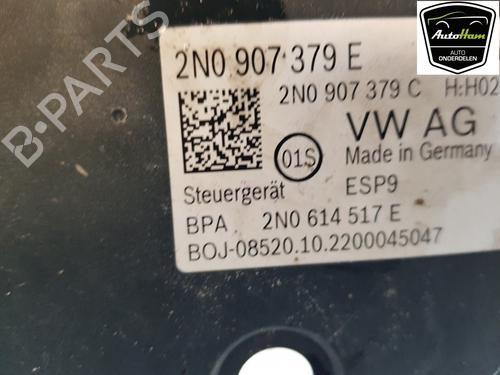 AutoHam
AUTO
ONDERDELEN
2N0 907 379 E
2N0 907 379 C H:H02
01S
VW AG
Made in Germany
Steuergerät ESP9
BPA 2N0 614 517 E
BOJ-08520.10.2200045047